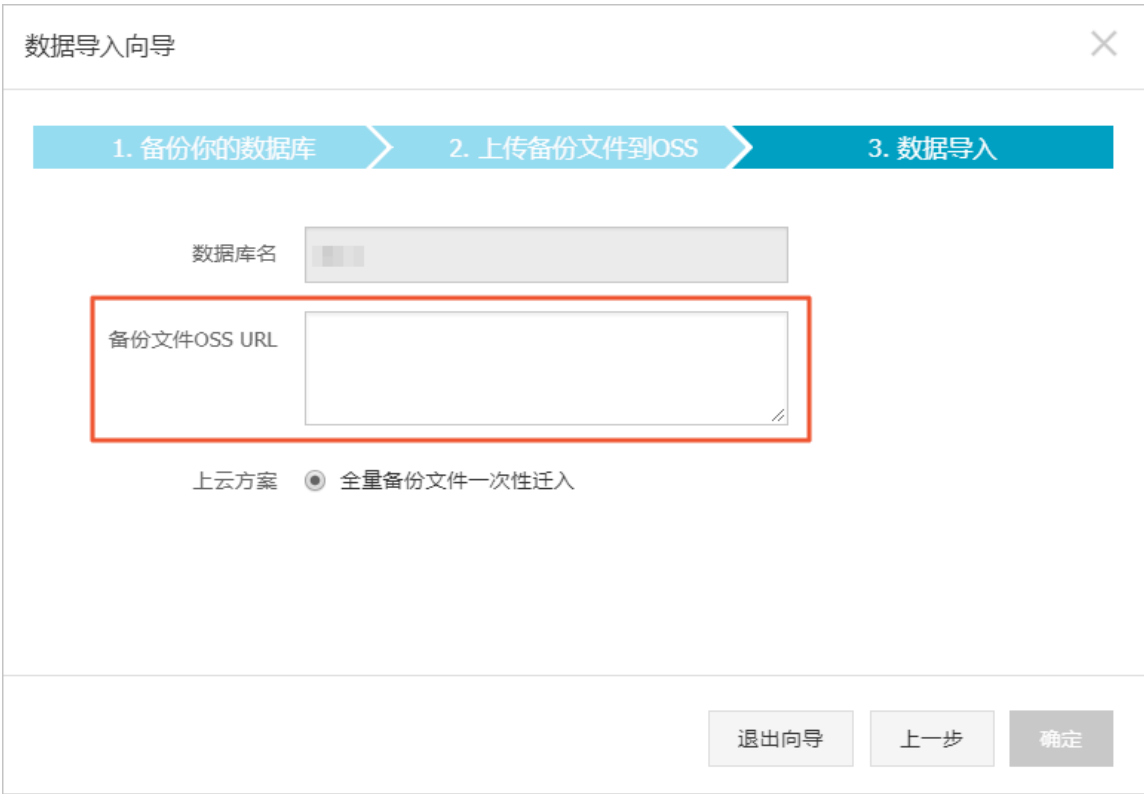 数据导入向导
1. 备份你的数据库
2. 上传备份文件到OSS
3. 数据导入
数据库名
备份文件OSS URL
上云方案
全量备份文件一次性迁入
退出向导
上一步
确定